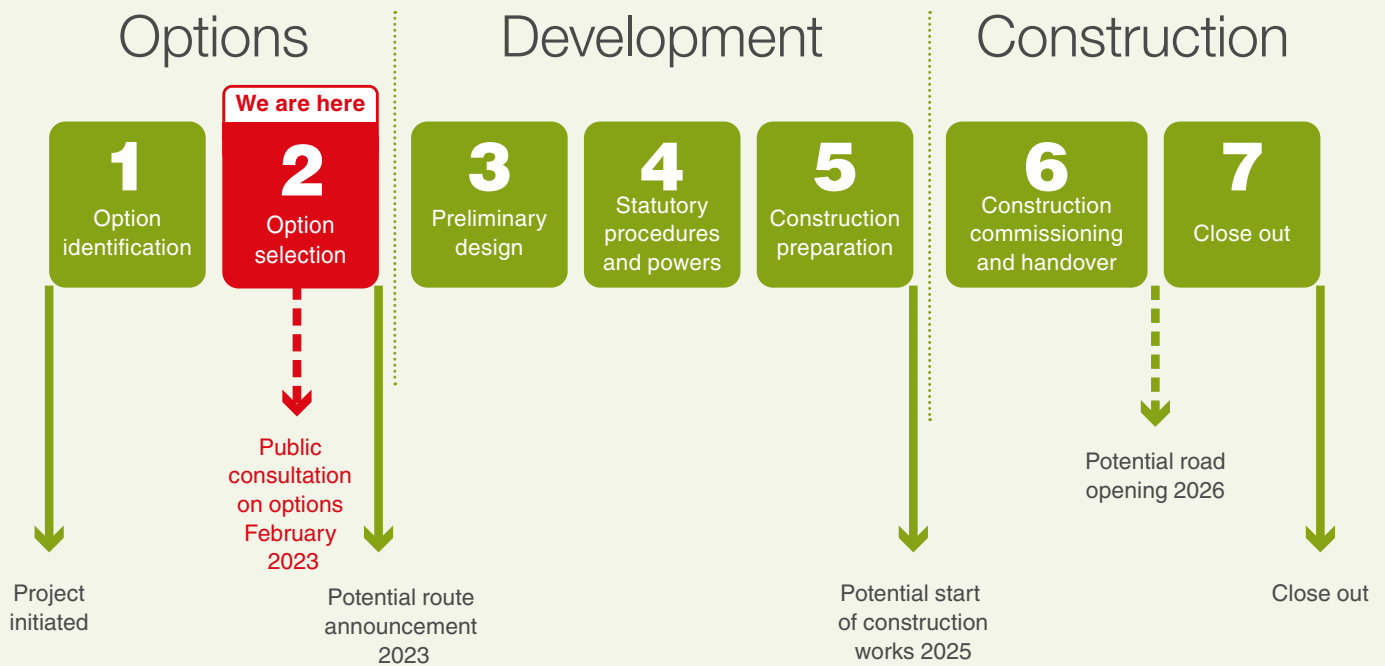 Options
Development
Construction
We are here
1
Option
identification
2
Option
selection
3
Preliminary
design
4
Statutory
procedures
and powers
5
Construction
preparation
6
Construction
commissioning
and handover
7
Close out
Public
consultation
on options
February
2023
Potential road
opening 2026
Project
initiated
Potential route
announcement
2023
Potential start
of construction
works 2025
Close out